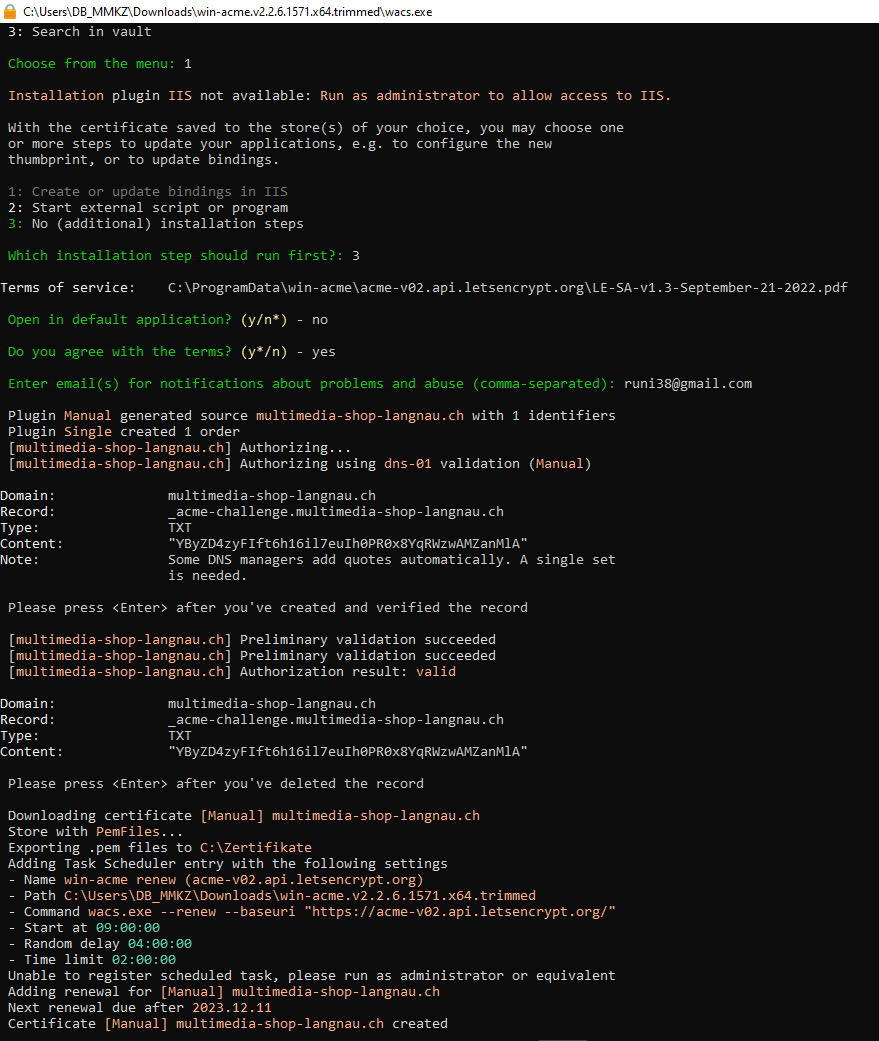 C:\Users\DB_MMKZ\Downloads\win-acme.v2.2.6.1571.x64.trimmed\wacs.exe
3: Search in vault
Choose from the menu: 1
Installation plugin IIS not available: Run as administrator to allow access to IIS.
With the certificate saved to the store(s) of your choice, you may choose one
or more steps to update your applications, e.g. to configure the new
thumbprint, or to update bindings.
1: Create or update bindings in IIS
2: Start external script or program
3: No (additional) installation steps
Which installation step should run first?: 3
Terms of service:    C:\ProgramData\win-acme\acme-v02.api.letsencrypt.org\LE-SA-v1.3-September-21-2022.pdf
Open in default application? (y/n*) - no
Do you agree with the terms? (y*/n) - yes
Enter email(s) for notifications about problems and abuse (comma-separated): runi38@gmail.com
Plugin Manual generated source multimedia-shop-langnau.ch with 1 identifiers
Plugin Single created 1 order
[multimedia-shop-langnau.ch] Authorizing...
[multimedia-shop-langnau.ch] Authorizing using dns-01 validation (Manual)
Domain:              multimedia-shop-langnau.ch
Record:              _acme-challenge.multimedia-shop-langnau.ch
Type:                TXT
Content:             "YByZD4zyFIft6h16il7euIh0PR0x8YqRWzwAMZanMlA"
Note:                Some DNS managers add quotes automatically. A single set
is needed.
Please press <Enter> after you've created and verified the record
[multimedia-shop-langnau.ch] Preliminary validation succeeded
[multimedia-shop-langnau.ch] Preliminary validation succeeded
[multimedia-shop-langnau.ch] Authorization result: valid
Domain:              multimedia-shop-langnau.ch
Record:              _acme-challenge.multimedia-shop-langnau.ch
Type:                TXT
Content:             "YByZD4zyFIft6h16il7euIh0PR0x8YqRWzwAMZanMlA"
Please press <Enter> after you've deleted the record
Downloading certificate [Manual] multimedia-shop-langnau.ch
Store with PemFiles...
Exporting .pem files to C:\Zertifikate
Adding Task Scheduler entry with the following settings
- Name win-acme renew (acme-v02.api.letsencrypt.org)
- Path C:\Users\DB_MMKZ\Downloads\win-acme.v2.2.6.1571.x64.trimmed
- Command wacs.exe --renew --baseuri "https://acme-v02.api.letsencrypt.org/"
- Start at 09:00:00
- Random delay 04:00:00
- Time limit 02:00:00
Unable to register scheduled task, please run as administrator or equivalent
Adding renewal for [Manual] multimedia-shop-langnau.ch
Next renewal due after 2023.12.11
Certificate [Manual] multimedia-shop-langnau.ch created